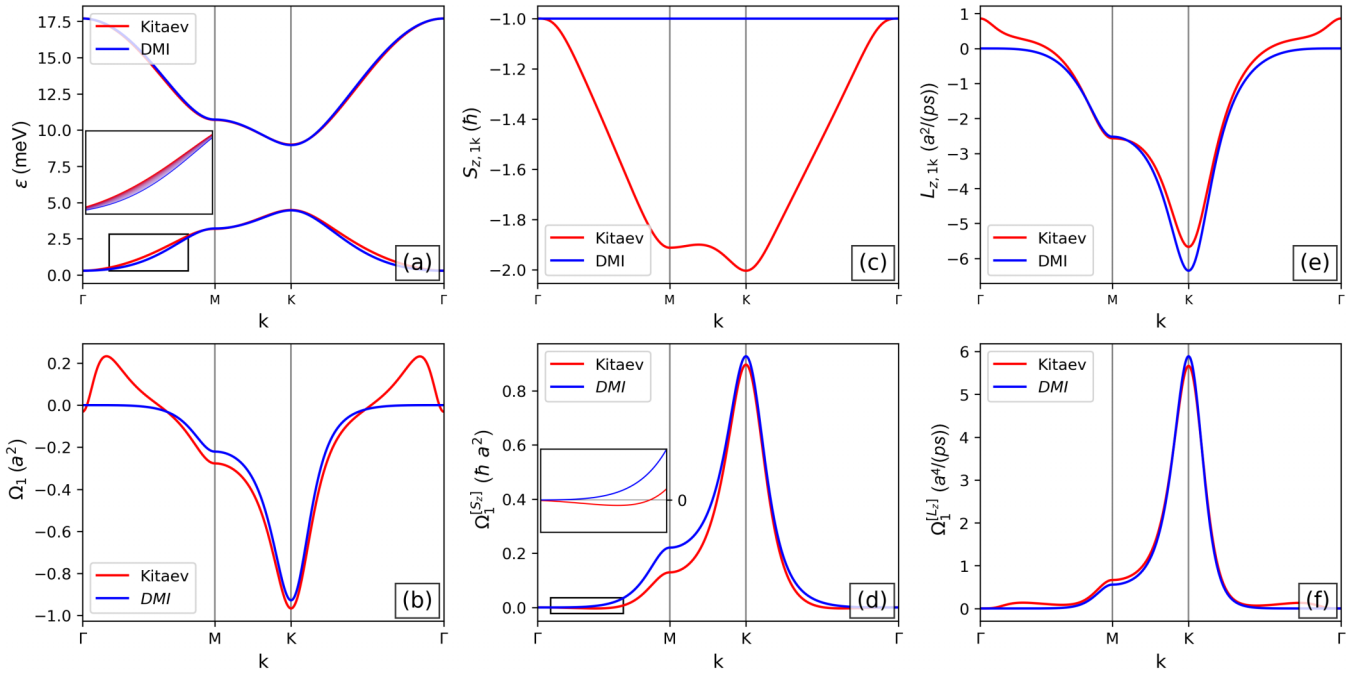 17.5
15.0
12.5
10.0
7.5
5.0
2.5
0.0
ε (meV)
Kitaev
DMI
(a)
Γ
M
K
Γ
k
−1.0
−1.2
−1.4
−1.6
−1.8
−2.0
S_{z,1k} (ħ)
Kitaev
DMI
(c)
Γ
M
K
Γ
k
1
0
−1
−2
−3
−4
−5
−6
L_{z,1k} (a²/(ps))
Kitaev
DMI
(e)
Γ
M
K
Γ
k
0.2
0.0
−0.2
−0.4
−0.6
−0.8
−1.0
Ω₁ (a²)
Kitaev
DMI
(b)
Γ
M
K
Γ
k
0.8
0.6
0.4
0.2
0.0
Ω₁^{[S_z]} (ħ a²)
Kitaev
DMI
0
(d)
Γ
M
K
Γ
k
6
5
4
3
2
1
0
Ω₁^{[L_z]} (a⁴/(ps))
Kitaev
DMI
(f)
Γ
M
K
Γ
k